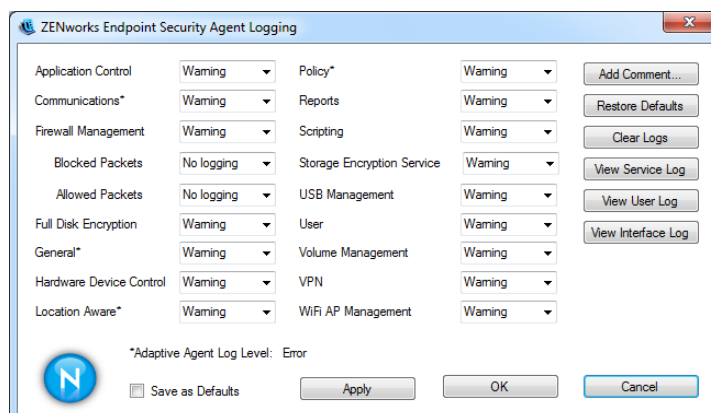 ZENworks Endpoint Security Agent Logging
Application Control Warning Policy* Warning Add Comment...
Communications* Warning Reports Warning Restore Defaults
Firewall Management Warning Scripting Warning Clear Logs
Blocked Packets No logging Storage Encryption Service Warning View Service Log
Allowed Packets No logging USB Management Warning View User Log
Full Disk Encryption Warning User Warning View Interface Log
General* Warning Volume Management Warning
Hardware Device Control Warning VPN Warning
Location Aware* Warning WiFi AP Management Warning
*Adaptive Agent Log Level: Error
N
Save as Defaults Apply OK Cancel